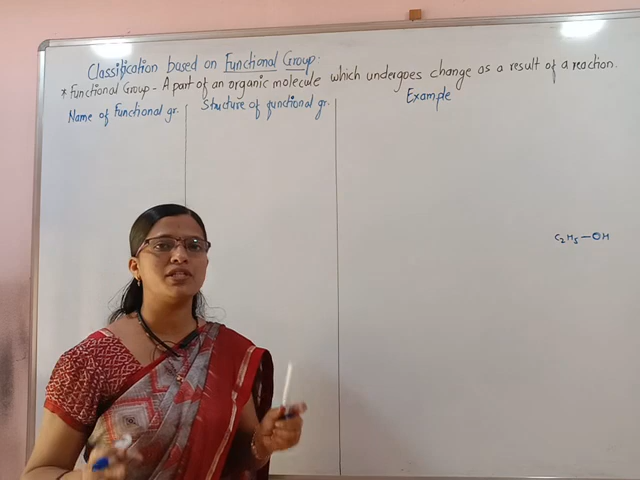 Classification based on Functional Group:
* Functional Group - A part of an organic molecule which undergoes change as a result of a reaction.
Name of Functional gr.
Structure of functional gr.
Example
C₂H₅—OH